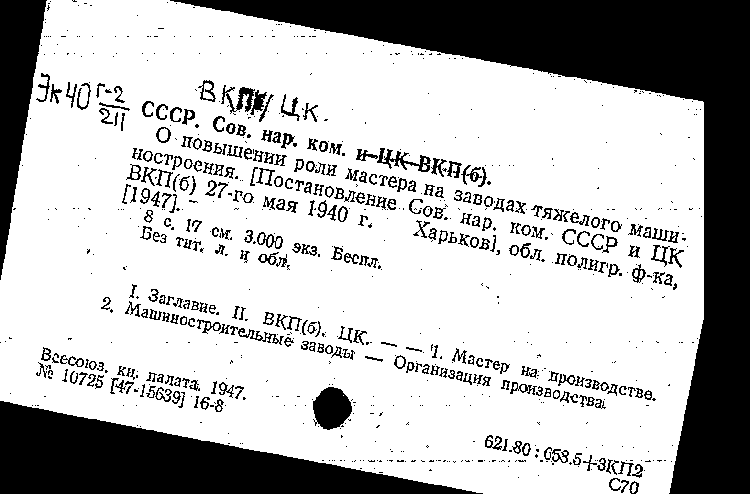 ВКП/ ЦК.
Эк40 Г-2/211
СССР. Сов. нар. ком. и ЦК ВКП(б).
О повышении роли мастера на заводах тяжелого маши-
ностроения. [Постановление Сов. нар. ком. СССР и ЦК
ВКП(б) 27-го мая 1940 г. Харьков], обл. полигр. ф-ка,
[1947]. –
8 с. 17 см. 3.000 экз. Беспл.
Без тит. л. и обл.
I. Заглавие. II. ВКП(б). ЦК. — — 1. Мастер на производстве.
2. Машиностроительные заводы — Организация производства.
Всесоюз. кн. палата. 1947.
№ 10725 [47-15639] 16-8
621.80 : 058.5+3КП2
С70